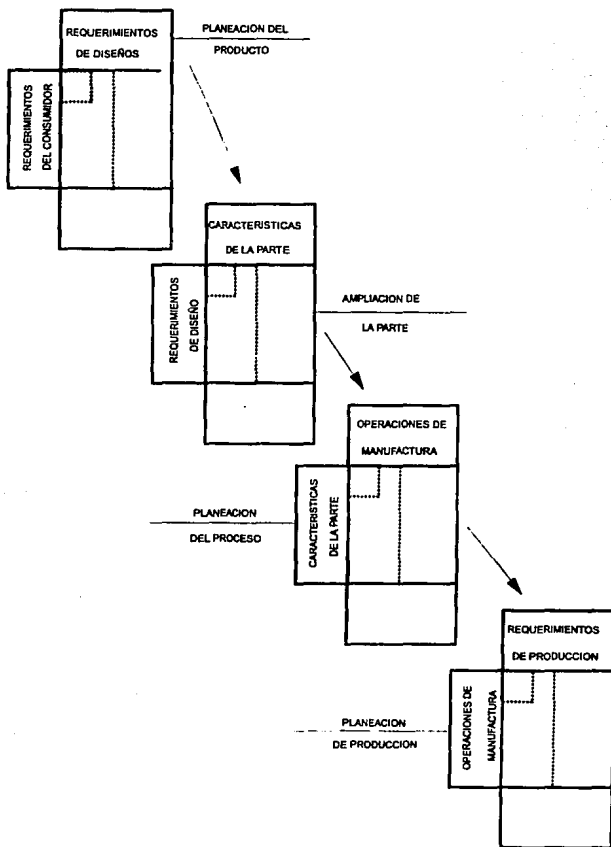 REQUERIMIENTOS
DE DISEÑOS
PLANEACION DEL
PRODUCTO
REQUERIMIENTOS
DEL CONSUMIDOR
CARACTERISTICAS
DE LA PARTE
REQUERIMIENTOS
DE DISEÑO
AMPLIACION DE
LA PARTE
OPERACIONES DE
MANUFACTURA
PLANEACION
DEL PROCESO
CARACTERISTICAS
DE LA PARTE
REQUERIMIENTOS
DE PRODUCCION
PLANEACION
DE PRODUCCION
OPERACIONES DE
MANUFACTURA